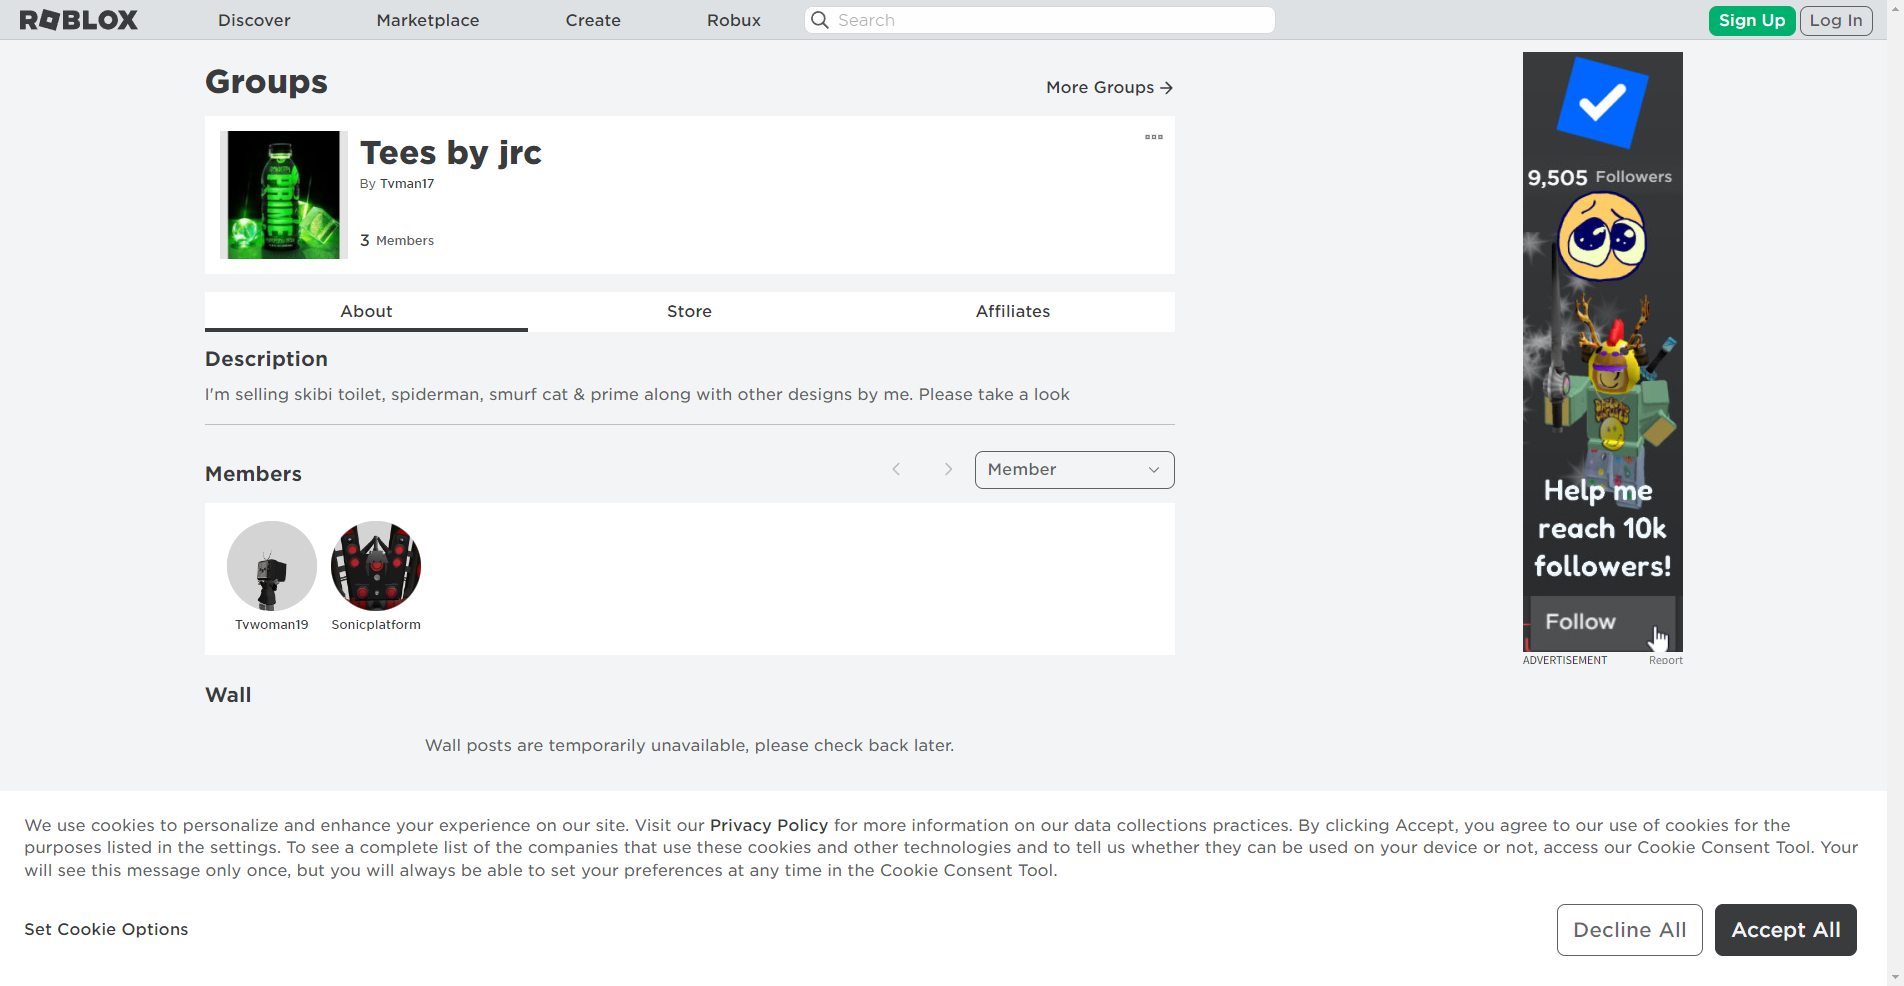 ROBLOX
Discover
Marketplace
Create
Robux
Search
Sign Up
Log In
Groups
More Groups
PRIME
Tees by jrc
By Tvman17
3 Members
About
Store
Affiliates
Description
I'm selling skibi toilet, spiderman, smurf cat & prime along with other designs by me. Please take a look
Members
Member
Tvwoman19
Sonicplatform
Wall
Wall posts are temporarily unavailable, please check back later.
9,505 Followers
Help me
reach 10k
followers!
Follow
ADVERTISEMENT
Report
We use cookies to personalize and enhance your experience on our site. Visit our Privacy Policy for more information on our data collections practices. By clicking Accept, you agree to our use of cookies for the
purposes listed in the settings. To see a complete list of the companies that use these cookies and other technologies and to tell us whether they can be used on your device or not, access our Cookie Consent Tool. Your
will see this message only once, but you will always be able to set your preferences at any time in the Cookie Consent Tool.
Set Cookie Options
Decline All
Accept All